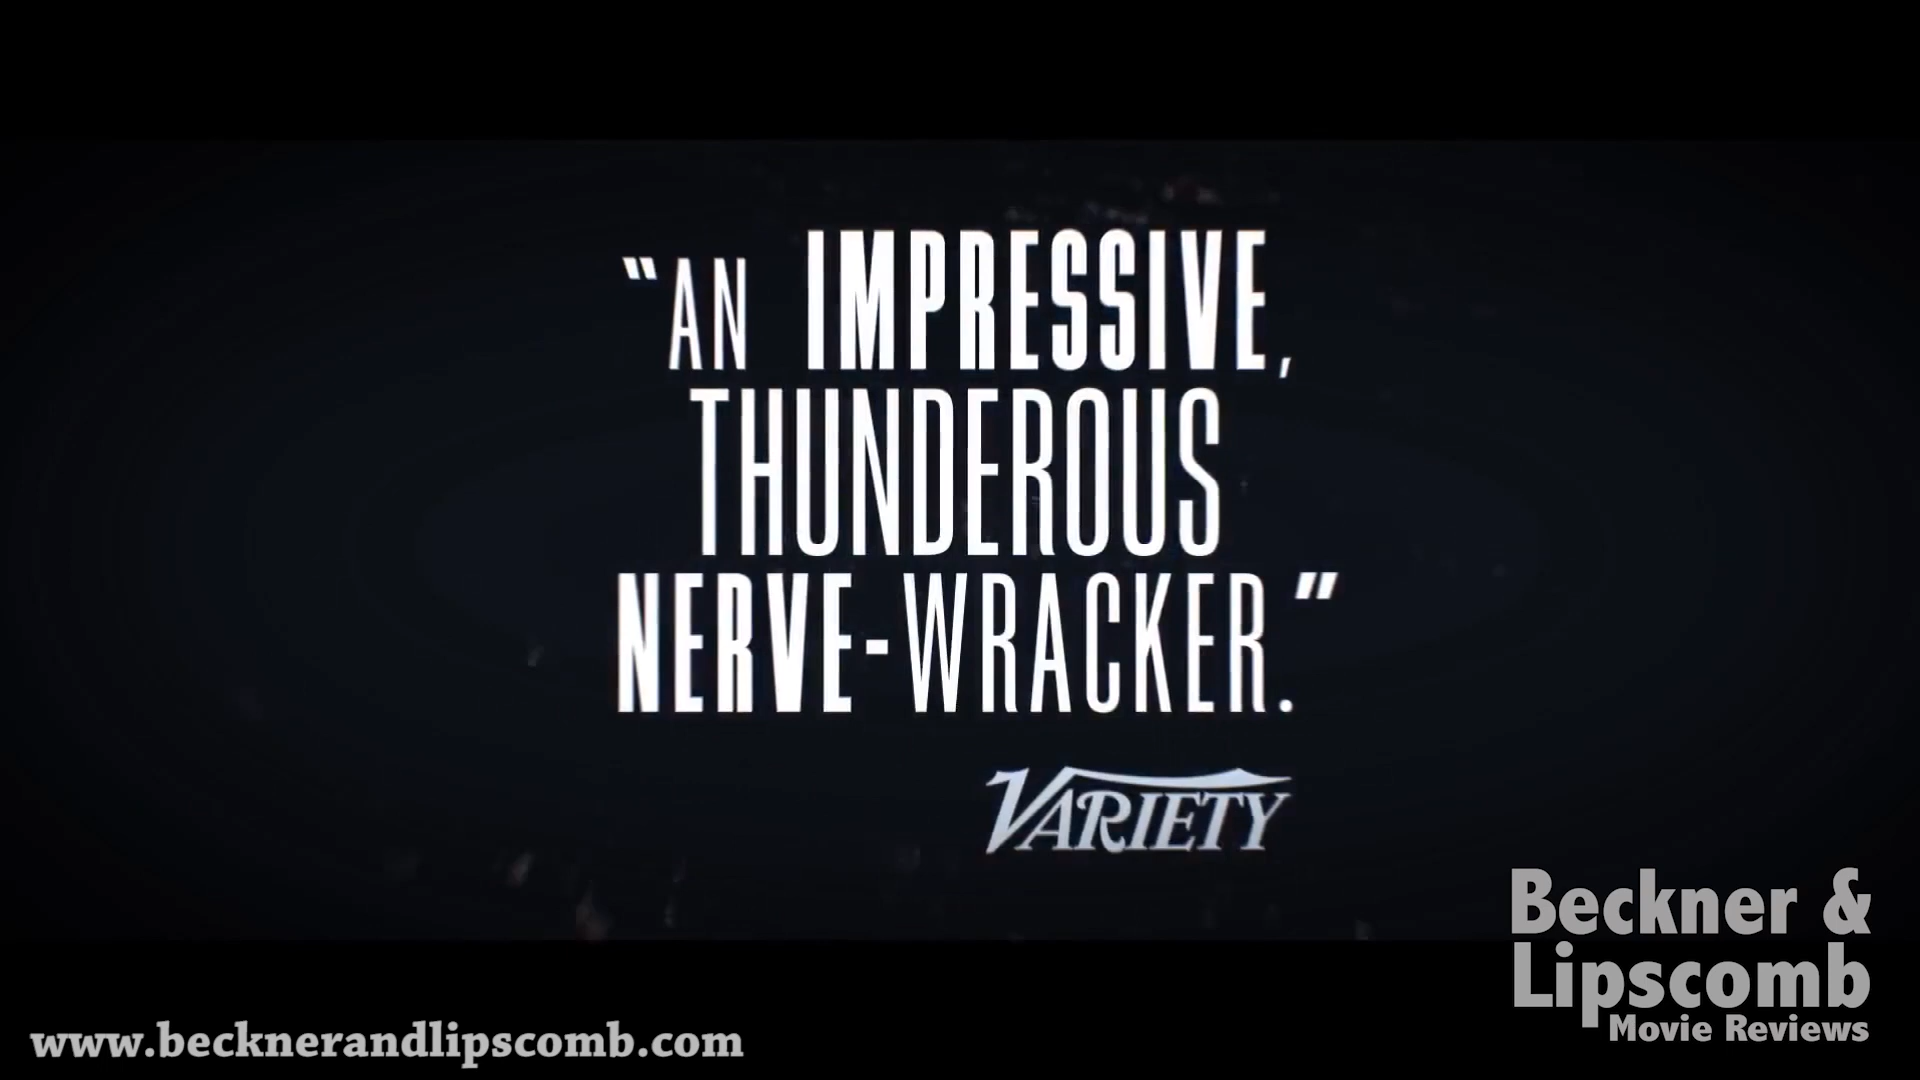 “AN IMPRESSIVE,
THUNDEROUS
NERVE-WRACKER.”
VARIETY
Beckner &
Lipscomb
Movie Reviews
www.becknerandlipscomb.com